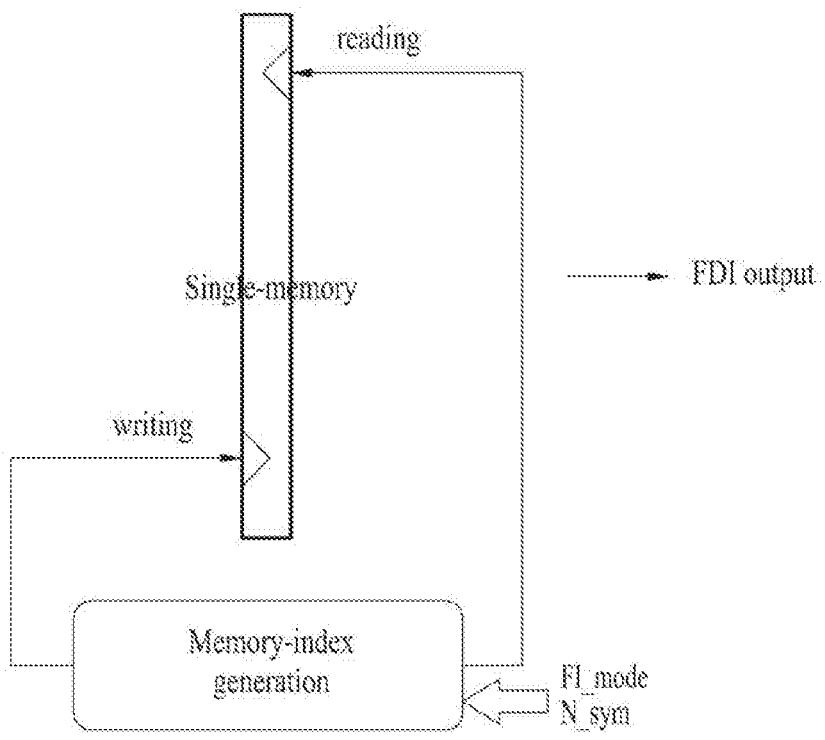 reading
Single-memory
FDI output
writing
Memory-index
generation
FI_mode
N_sym